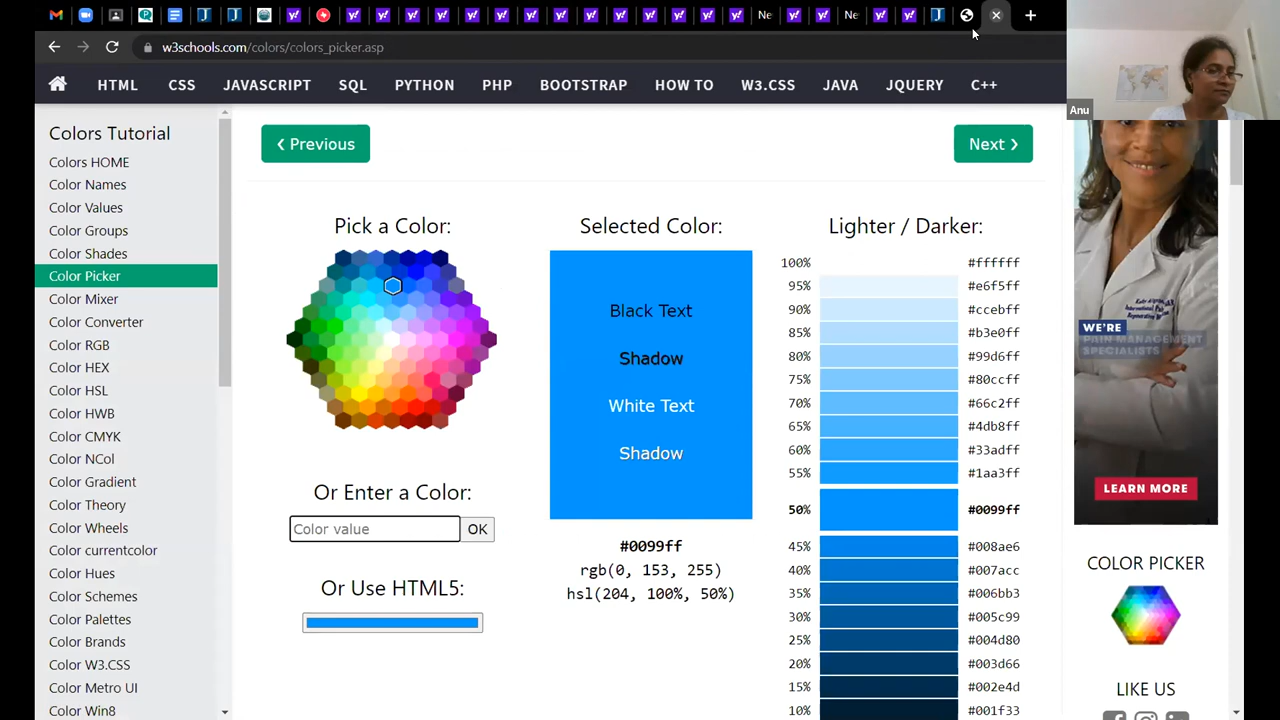 Ne
Ne
w3schools.com/colors/colors_picker.asp
HTML CSS JAVASCRIPT SQL PYTHON PHP BOOTSTRAP HOW TO W3.CSS JAVA JQUERY C++
Anu
Colors Tutorial
Colors HOME
Color Names
Color Values
Color Groups
Color Shades
Color Picker
Color Mixer
Color Converter
Color RGB
Color HEX
Color HSL
Color HWB
Color CMYK
Color NCol
Color Gradient
Color Theory
Color Wheels
Color currentcolor
Color Hues
Color Schemes
Color Palettes
Color Brands
Color W3.CSS
Color Metro UI
Color Win8
❮ Previous
Next ❯
Pick a Color:
Or Enter a Color:
Color value
OK
Or Use HTML5:
Selected Color:
Black Text
Shadow
White Text
Shadow
#0099ff
rgb(0, 153, 255)
hsl(204, 100%, 50%)
Lighter / Darker:
100% #ffffff
95% #e6f5ff
90% #ccebff
85% #b3e0ff
80% #99d6ff
75% #80ccff
70% #66c2ff
65% #4db8ff
60% #33adff
55% #1aa3ff
50% #0099ff
45% #008ae6
40% #007acc
35% #006bb3
30% #005c99
25% #004d80
20% #003d66
15% #002e4d
10% #001f33
WE'RE
PAIN MANAGEMENT
SPECIALISTS
LEARN MORE
COLOR PICKER
LIKE US